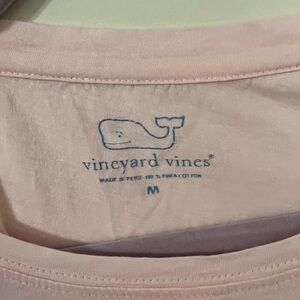 vineyard vines®
MADE IN PERU - 100 % PIMA COTTON
M